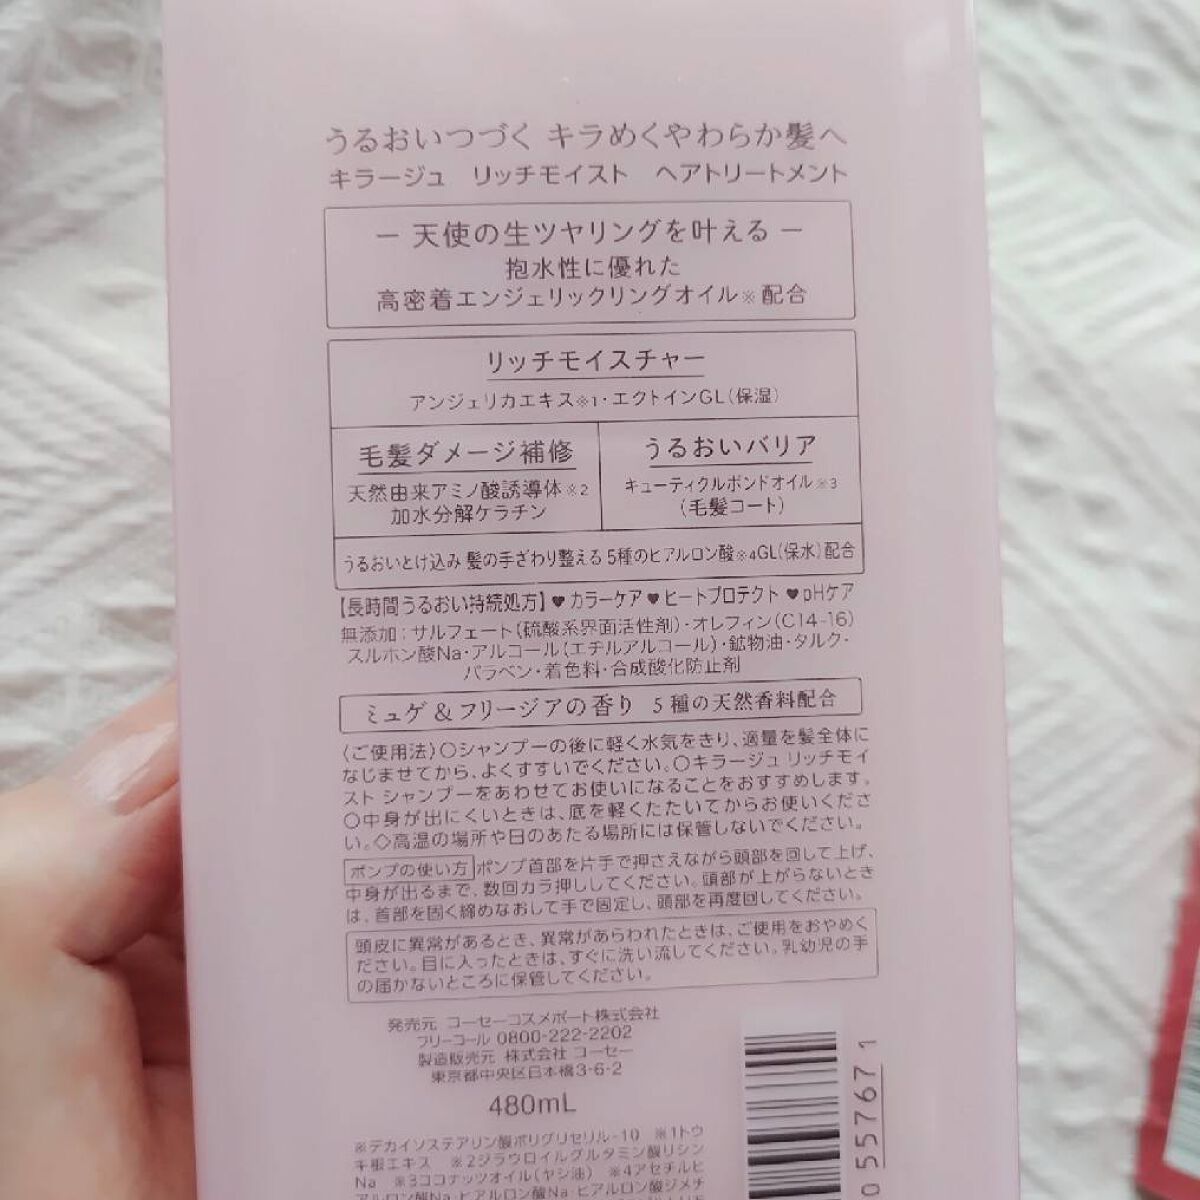 うるおいつづく キラめくやわらか髪へ
キラージュ リッチモイスト ヘアトリートメント
― 天使の生ツヤリングを叶える ―
抱水性に優れた
高密着エンジェリックリングオイル※配合
リッチモイスチャー
アンジェリカエキス※1・エクトインGL(保湿)
毛髪ダメージ補修
天然由来アミノ酸誘導体※2
加水分解ケラチン
うるおいバリア
キューティクルボンドオイル※3
(毛髪コート)
うるおいとけ込み 髪の手ざわり整える 5種のヒアルロン酸※4GL(保水)配合
【長時間うるおい持続処方】♥カラーケア♥ヒートプロテクト♥pHケア
無添加:サルフェート(硫酸系界面活性剤)・オレフィン(C14-16)
スルホン酸Na・アルコール(エチルアルコール)・鉱物油・タルク・
パラベン・着色料・合成酸化防止剤
ミュゲ&フリージアの香り 5種の天然香料配合
〈ご使用法〉○シャンプーの後に軽く水気をきり、適量を髪全体に
なじませてから、よくすすいでください。○キラージュ リッチモイ
スト シャンプーをあわせてお使いになることをおすすめします。
○中身が出にくいときは、底を軽くたたいてからお使いくださ
い。◇高温の場所や日のあたる場所には保管しないでください。
ポンプの使い方 ポンプ首部を片手で押さえながら頭部を回して上げ、
中身が出るまで、数回カラ押ししてください。頭部が上がらないとき
は、首部を固く締めなおして手で固定し、頭部を再度回してください。
頭皮に異常があるとき、異常があらわれたときは、ご使用をおやめく
ださい。目に入ったときは、すぐに洗い流してください。乳幼児の手
の届かないところに保管してください。
発売元 コーセーコスメポート株式会社
フリーコール 0800-222-2202
製造販売元 株式会社 コーセー
東京都中央区日本橋3-6-2
480mL
※デカイソステアリン酸ポリグリセリル-10 ※1トウ
キ根エキス ※2ジラウロイルグルタミン酸リシン
Na ※3ココナッツオイル(ヤシ油) ※4アセチルヒ
アルロン酸Na・ヒアルロン酸Na・ヒアルロン酸ジメチ
055767 1